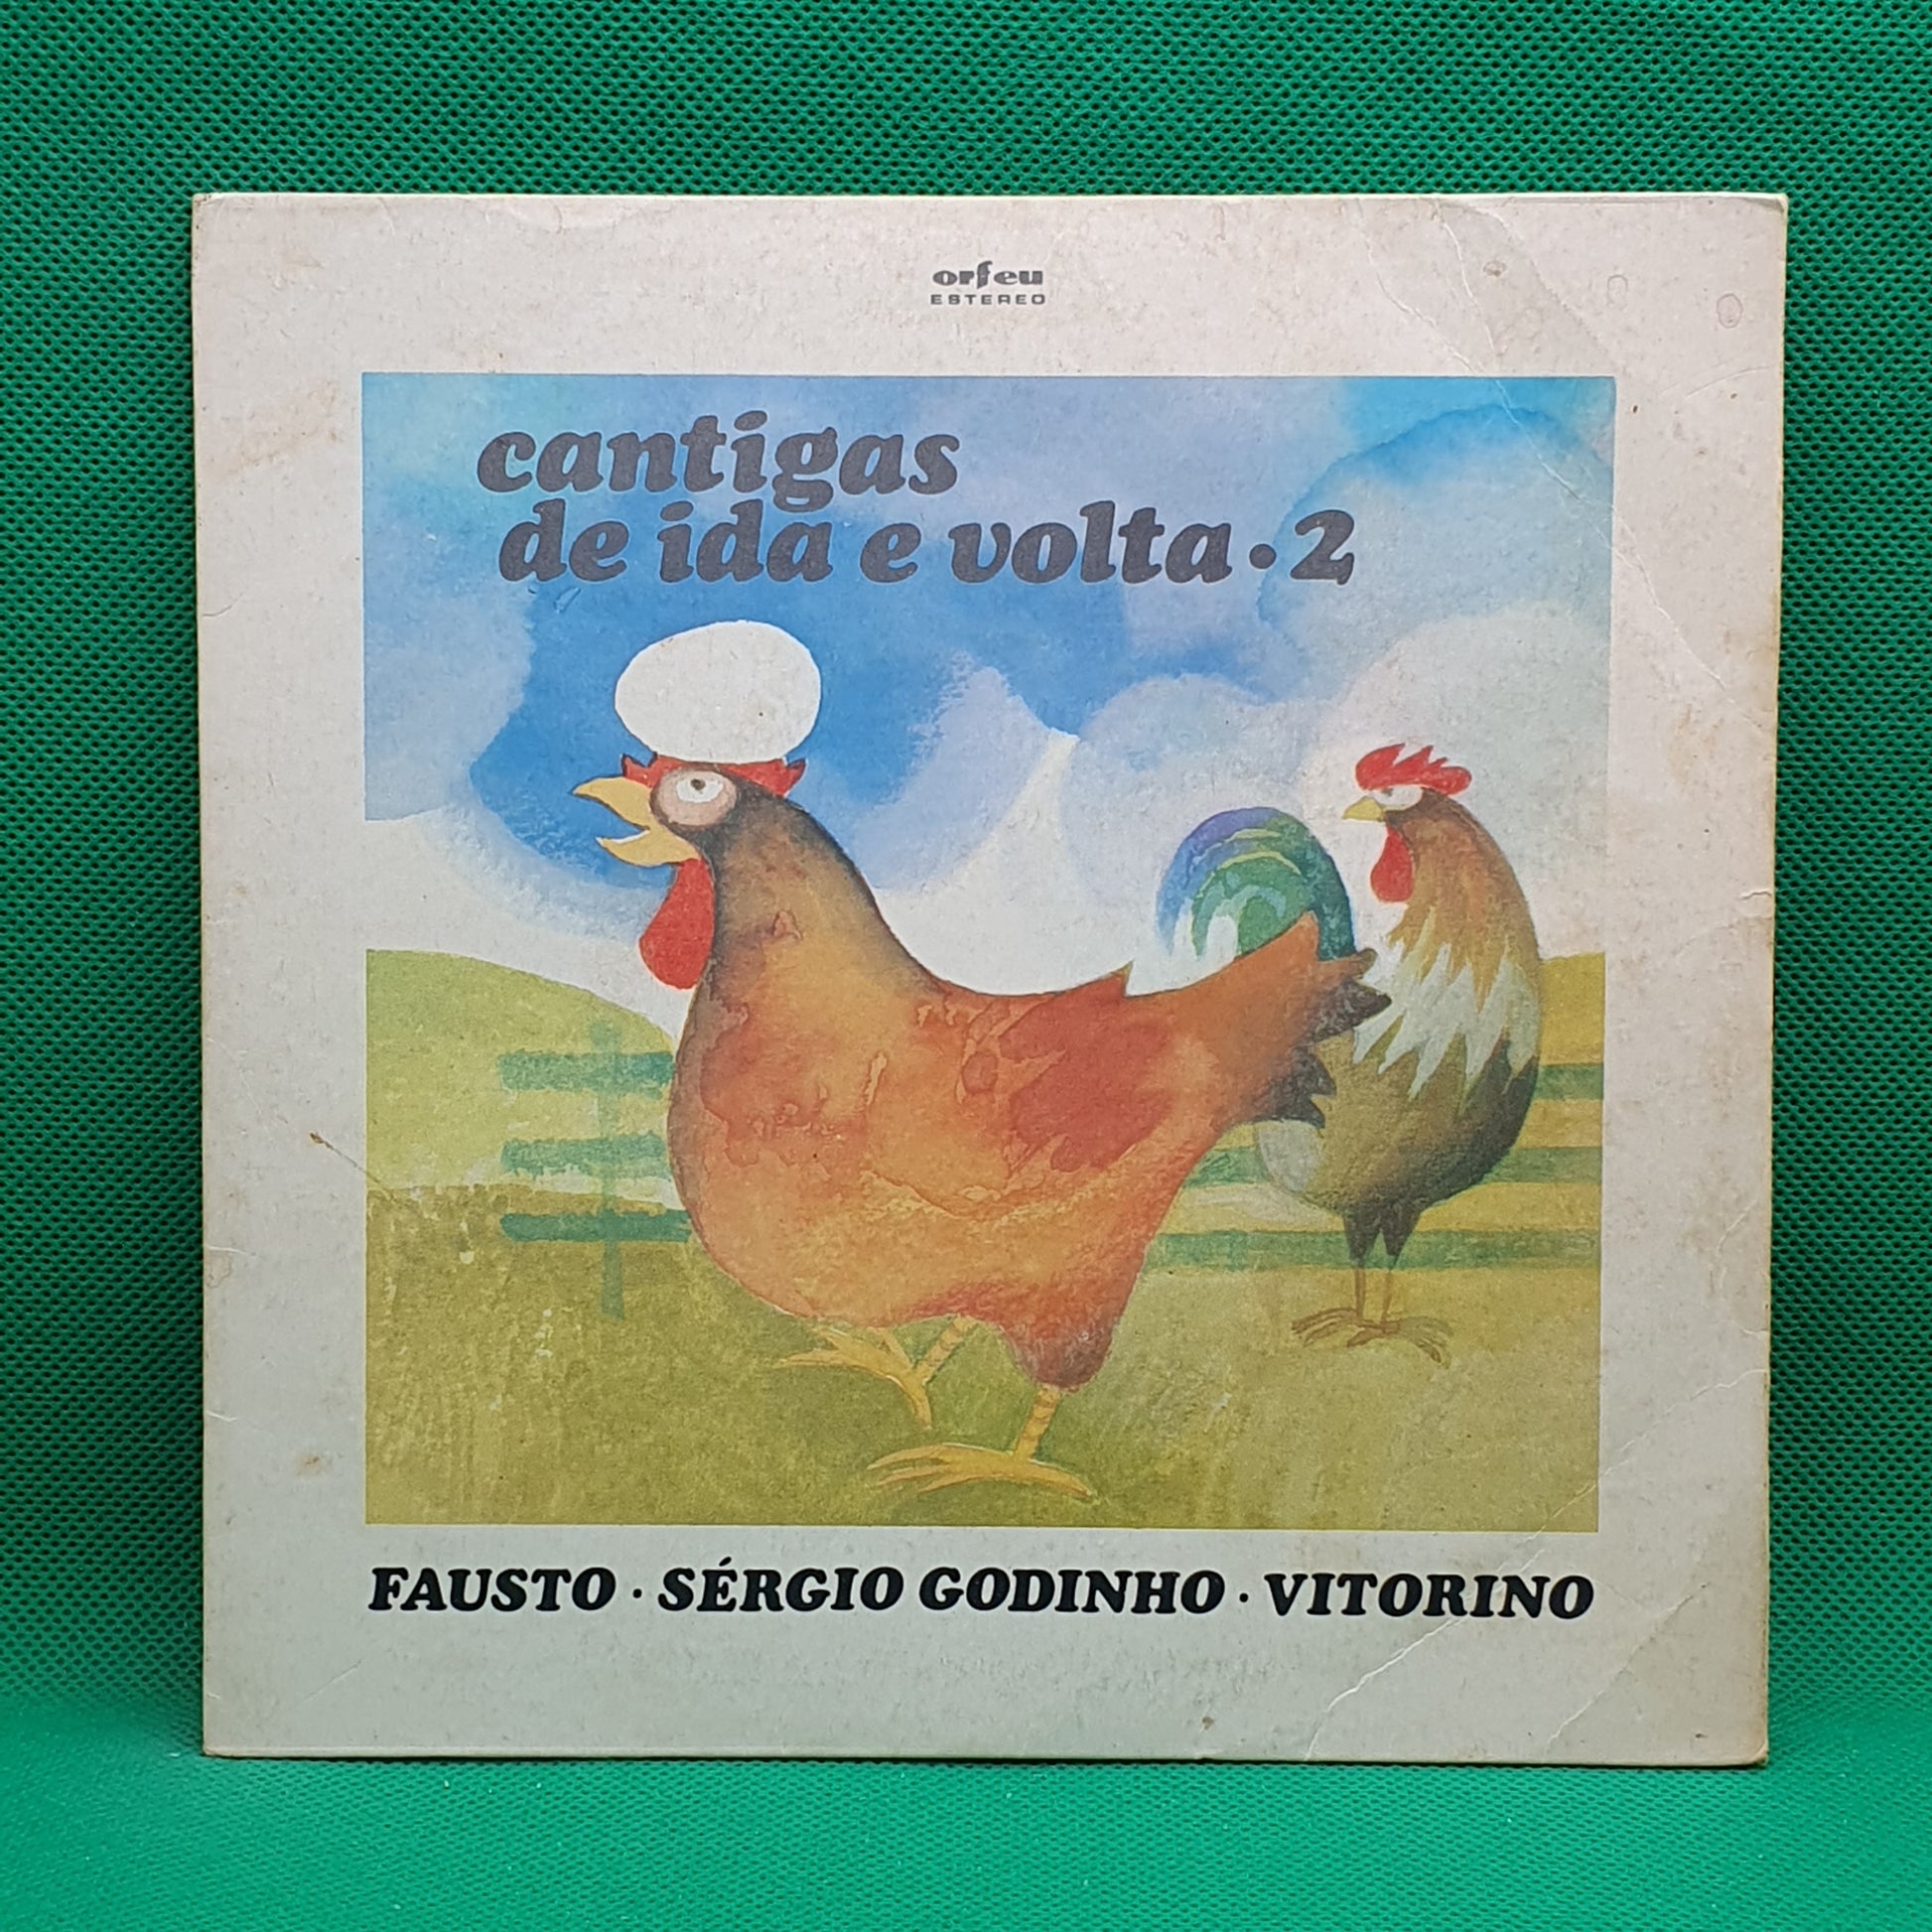 orfeu
ESTEREO
cantigas
de ida e volta • 2
FAUSTO · SÉRGIO GODINHO · VITORINO